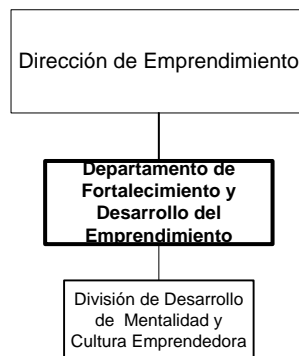 Dirección de Emprendimiento
Departamento de
Fortalecimiento y
Desarrollo del
Emprendimiento
División de Desarrollo
de Mentalidad y
Cultura Emprendedora